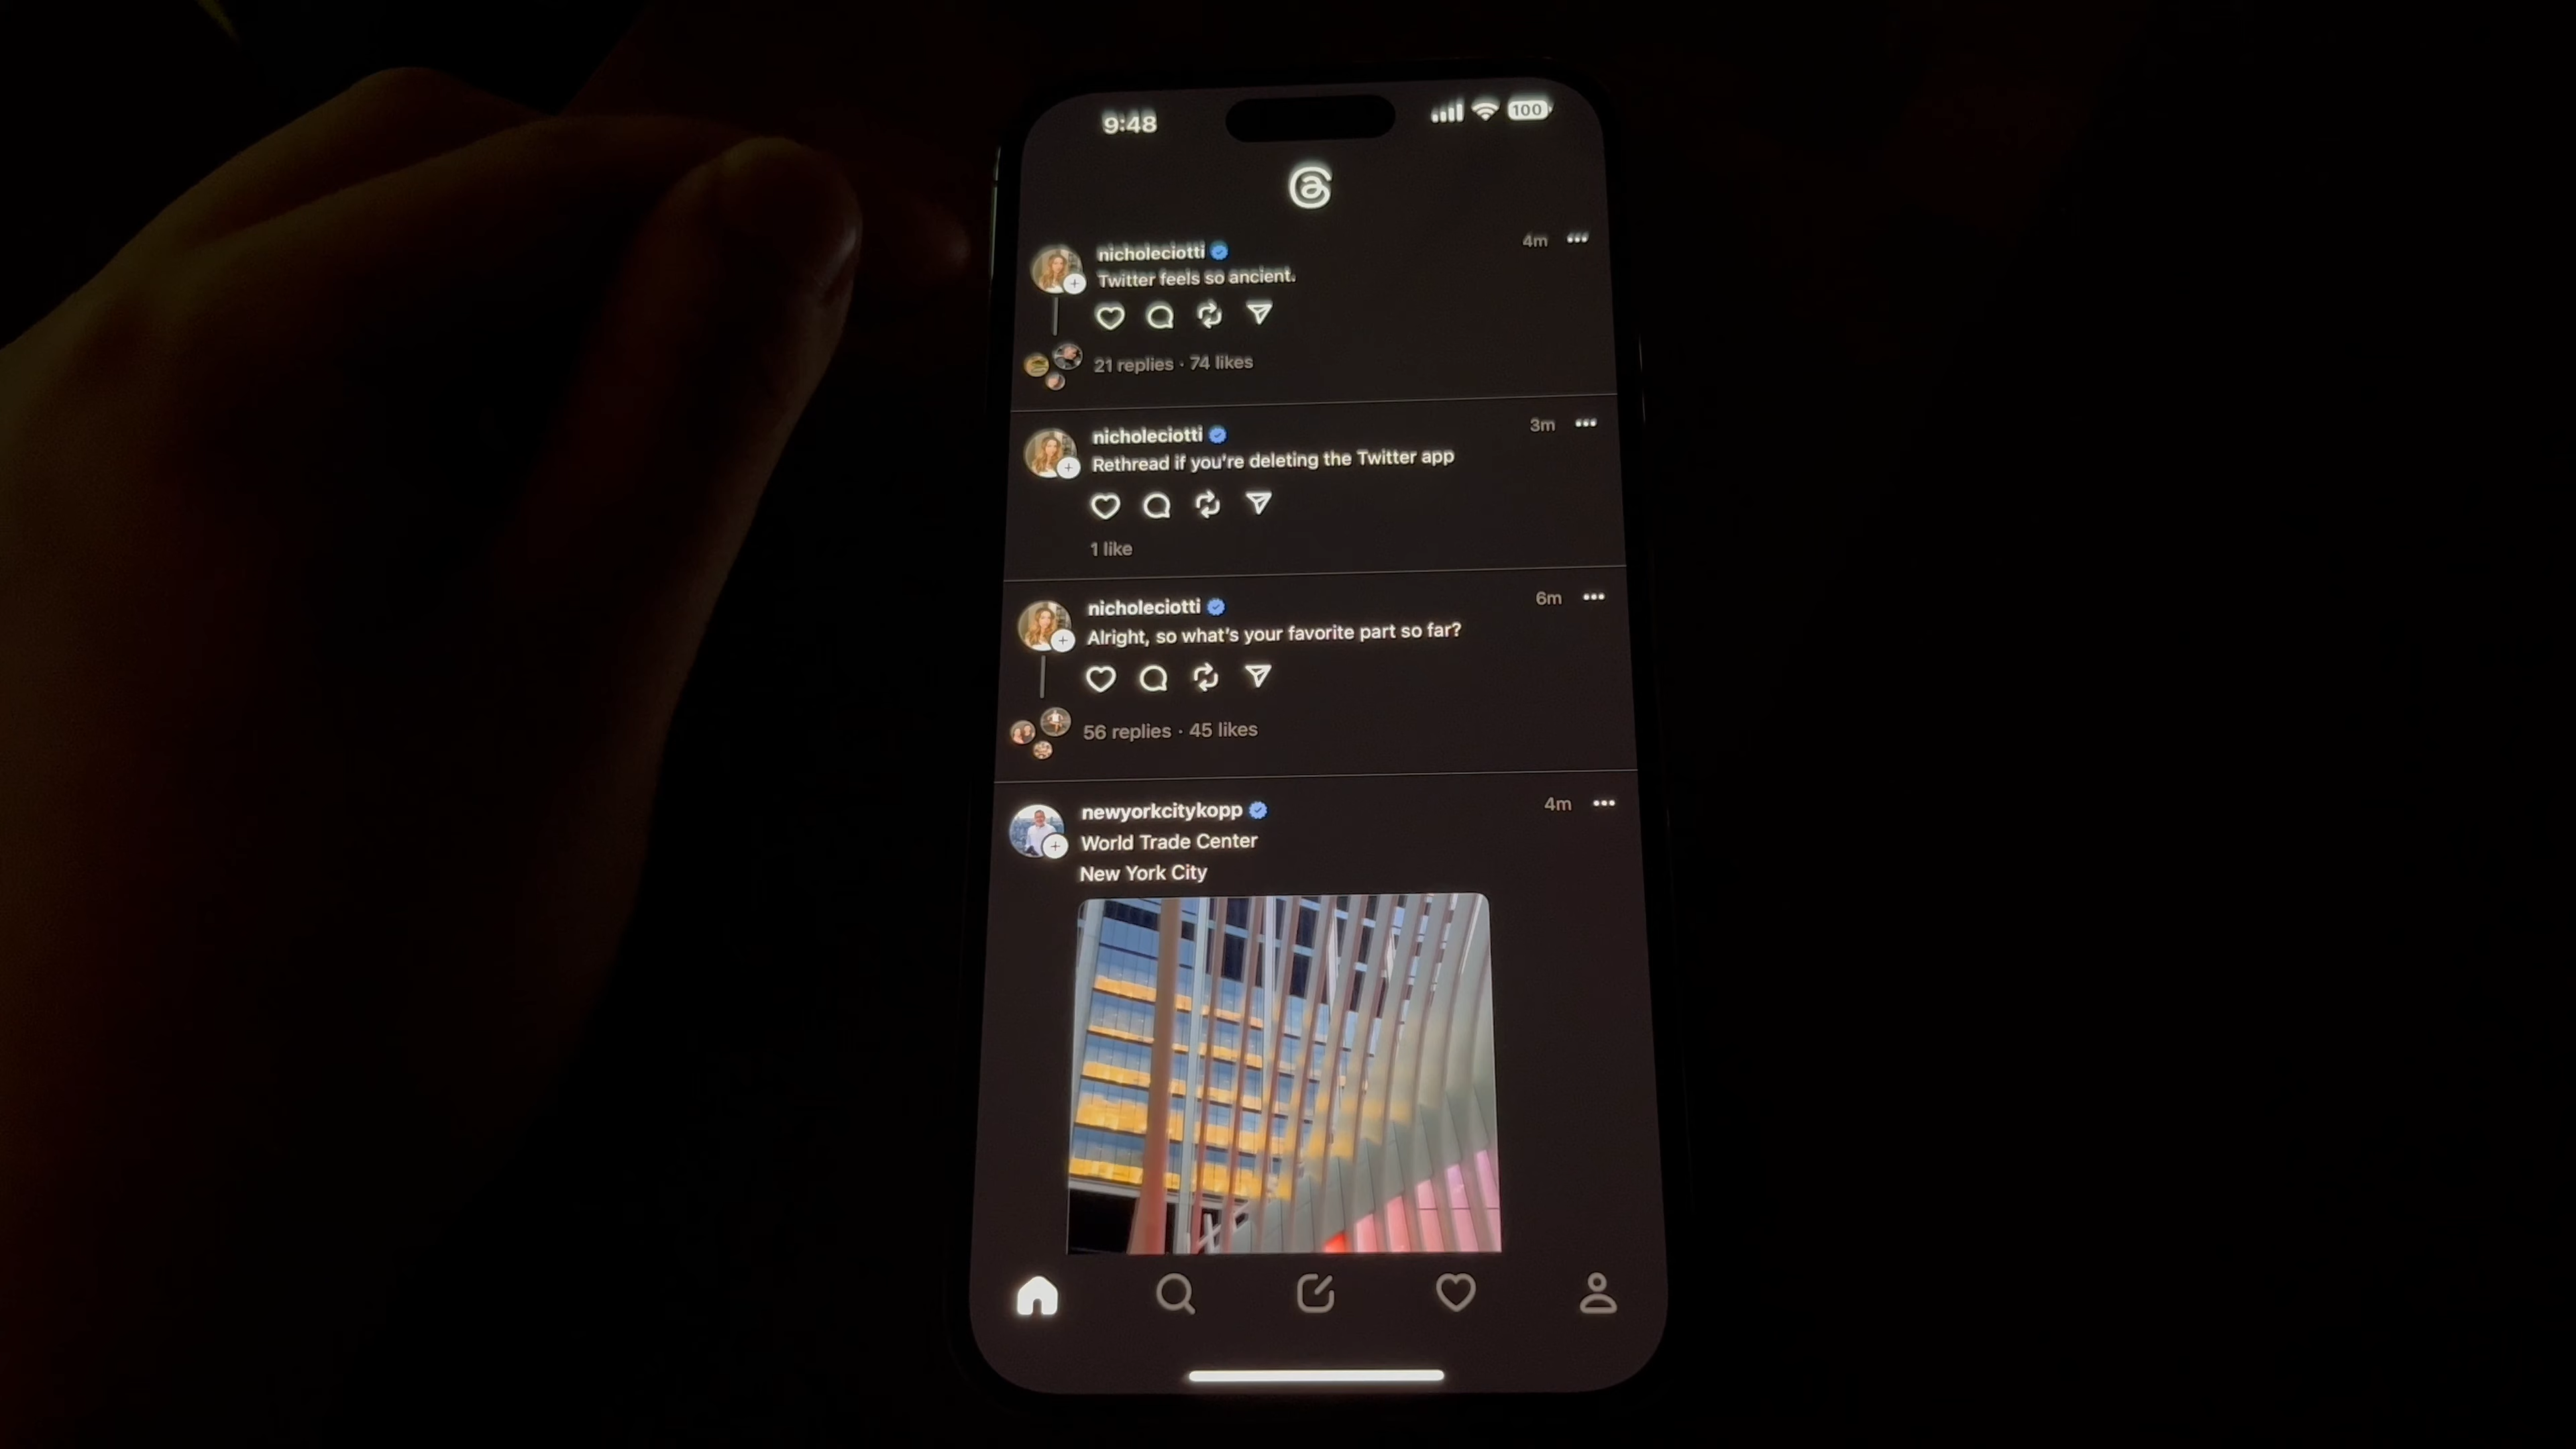 9:48
100
nicholeciotti
4m
Twitter feels so ancient.
21 replies · 74 likes
nicholeciotti
3m
Rethread if you're deleting the Twitter app
1 like
nicholeciotti
6m
Alright, so what's your favorite part so far?
56 replies · 45 likes
newyorkcitykopp
4m
World Trade Center
New York City